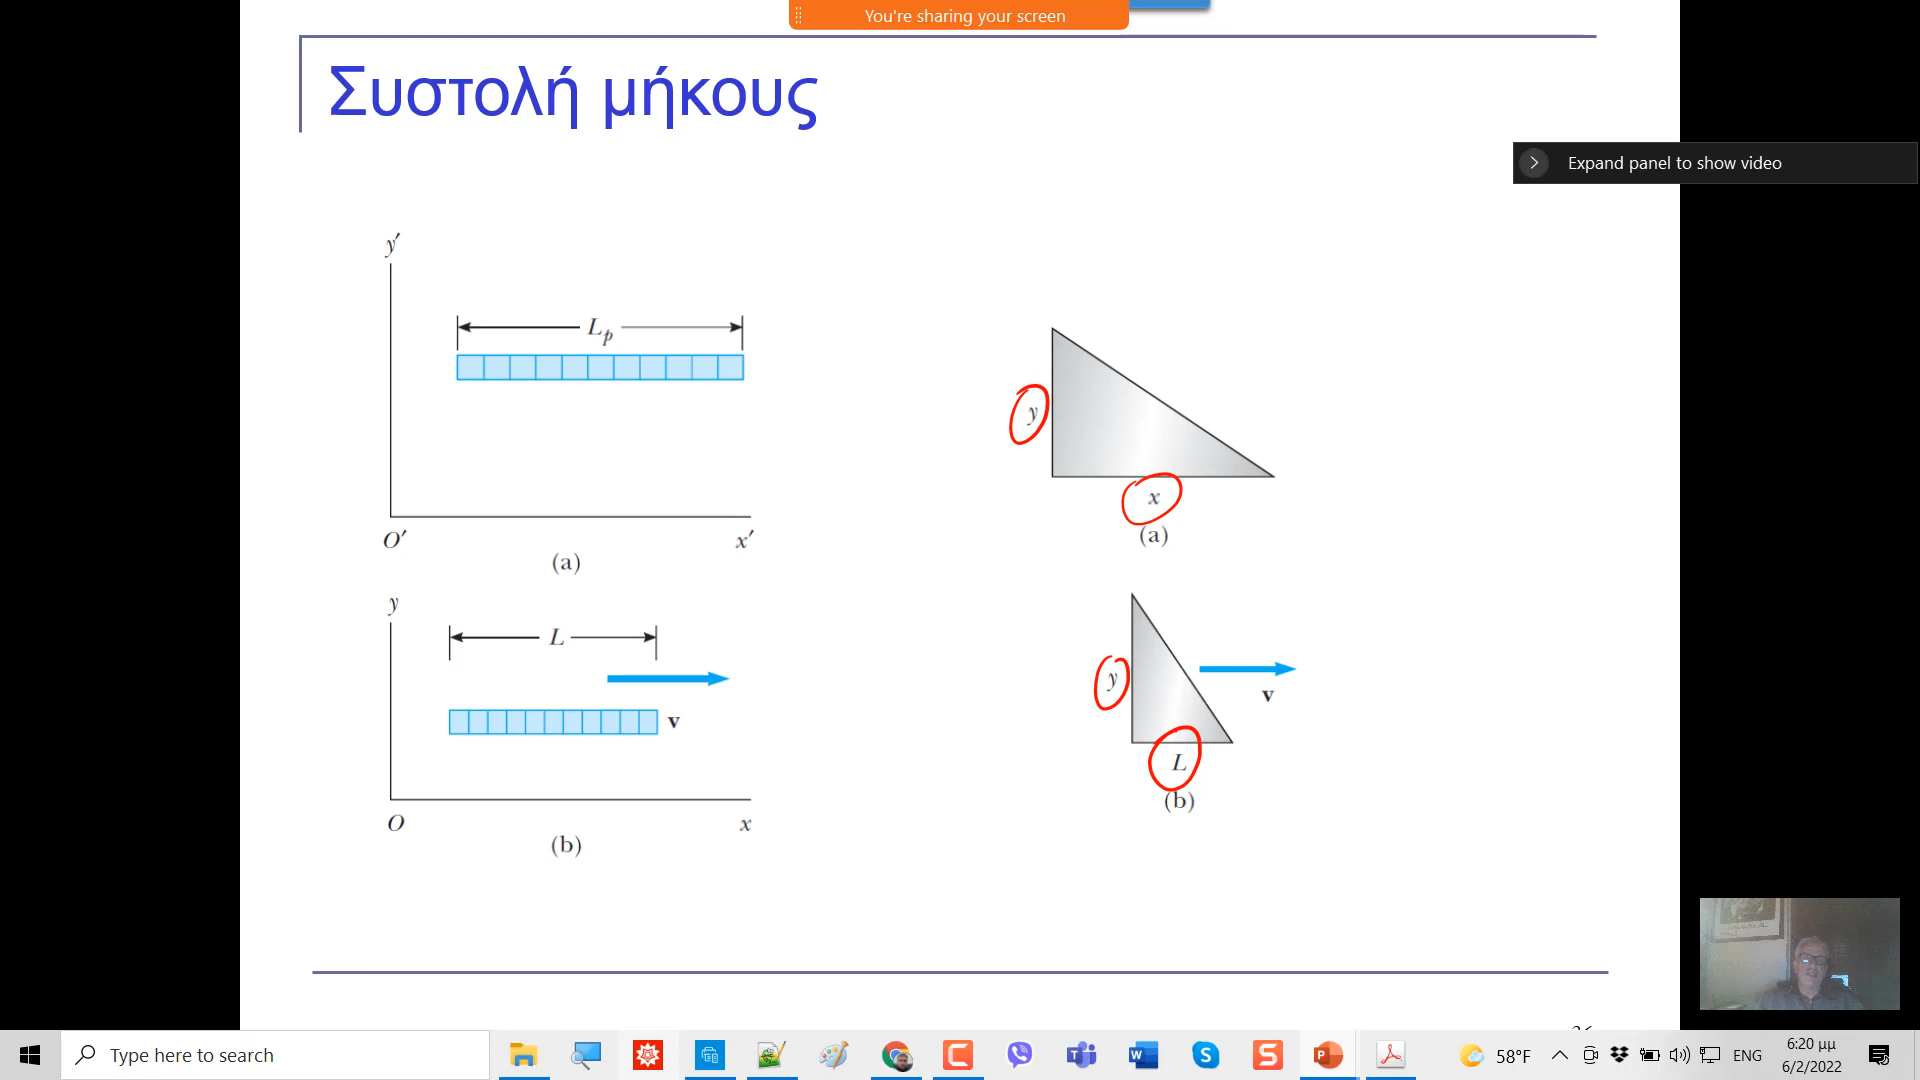 You're sharing your screen
Συστολή μήκους
Expand panel to show video
y′
L_p
O′
x′
(a)
y
x
(a)
y
L
v
O
x
(b)
y
v
L
(b)
Type here to search
58°F
ENG
6:20 μμ
6/2/2022